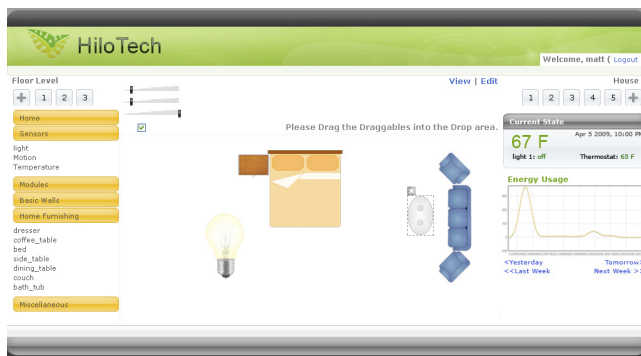 HiloTech
Welcome, matt ( Logout
Floor Level
+ 1 2 3
View | Edit
House
1 2 3 4 5 +
Home
Sensors
light
Motion
Temperature
Modules
Basic Walls
Home Furnishing
dresser
coffee_table
bed
side_table
dining_table
couch
bath_tub
Miscellaneous
Please Drag the Draggables into the Drop area.
Current State
67 F
Apr 5 2009, 10:00 PM
light 1: off Thermostat: 65 F
Energy Usage
<Yesterday Tomorrow>
<<Last Week Next Week >>